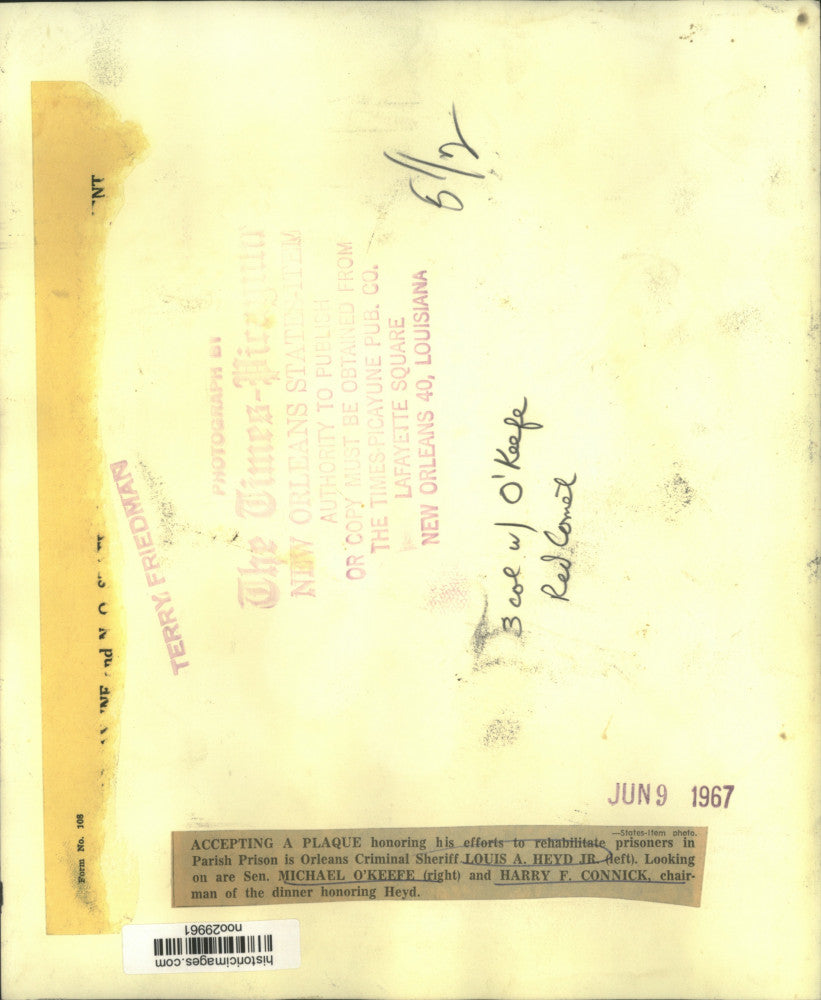 5 1/2
TERRY FRIEDMAN
PHOTOGRAPH BY
The Times-Picayune
NEW ORLEANS STATES-ITEM
AUTHORITY TO PUBLISH
OR COPY MUST BE OBTAINED FROM
THE TIMES-PICAYUNE PUB. CO.
LAFAYETTE SQUARE
NEW ORLEANS 40, LOUISIANA
3 col w/ O'Keefe
Red Comet
JUN 9 1967
Form No. 108
—States-Item photo.
ACCEPTING A PLAQUE honoring his efforts to rehabilitate prisoners in
Parish Prison is Orleans Criminal Sheriff LOUIS A. HEYD JR. (left). Looking
on are Sen. MICHAEL O'KEEFE (right) and HARRY F. CONNICK, chair-
man of the dinner honoring Heyd.
historicimages.com
noo29961